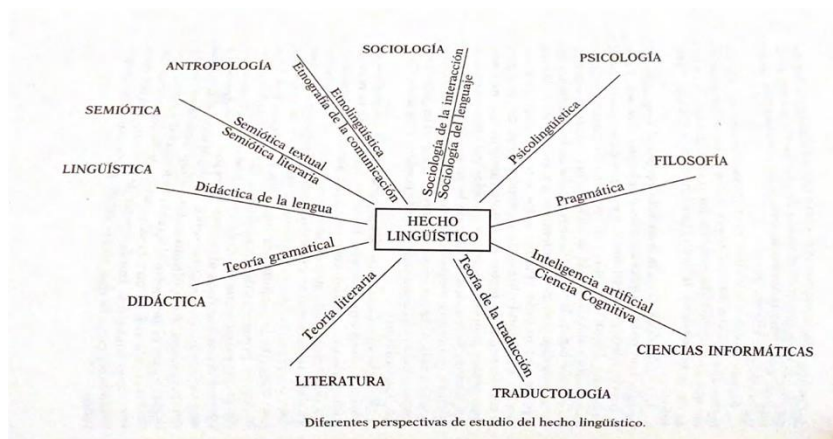 SOCIOLOGÍA
PSICOLOGÍA
ANTROPOLOGÍA
Etnolingüística
Etnografía de la comunicación
Sociología de la interacción
Sociología del lenguaje
Psicolingüística
SEMIÓTICA
Semiótica textual
Semiótica literaria
FILOSOFÍA
Pragmática
LINGÜÍSTICA
Didáctica de la lengua
HECHO
LINGÜÍSTICO
Teoría gramatical
Inteligencia artificial
Ciencia Cognitiva
DIDÁCTICA
Teoría literaria
Teoría de la traducción
CIENCIAS INFORMÁTICAS
LITERATURA
TRADUCTOLOGÍA
Diferentes perspectivas de estudio del hecho lingüístico.